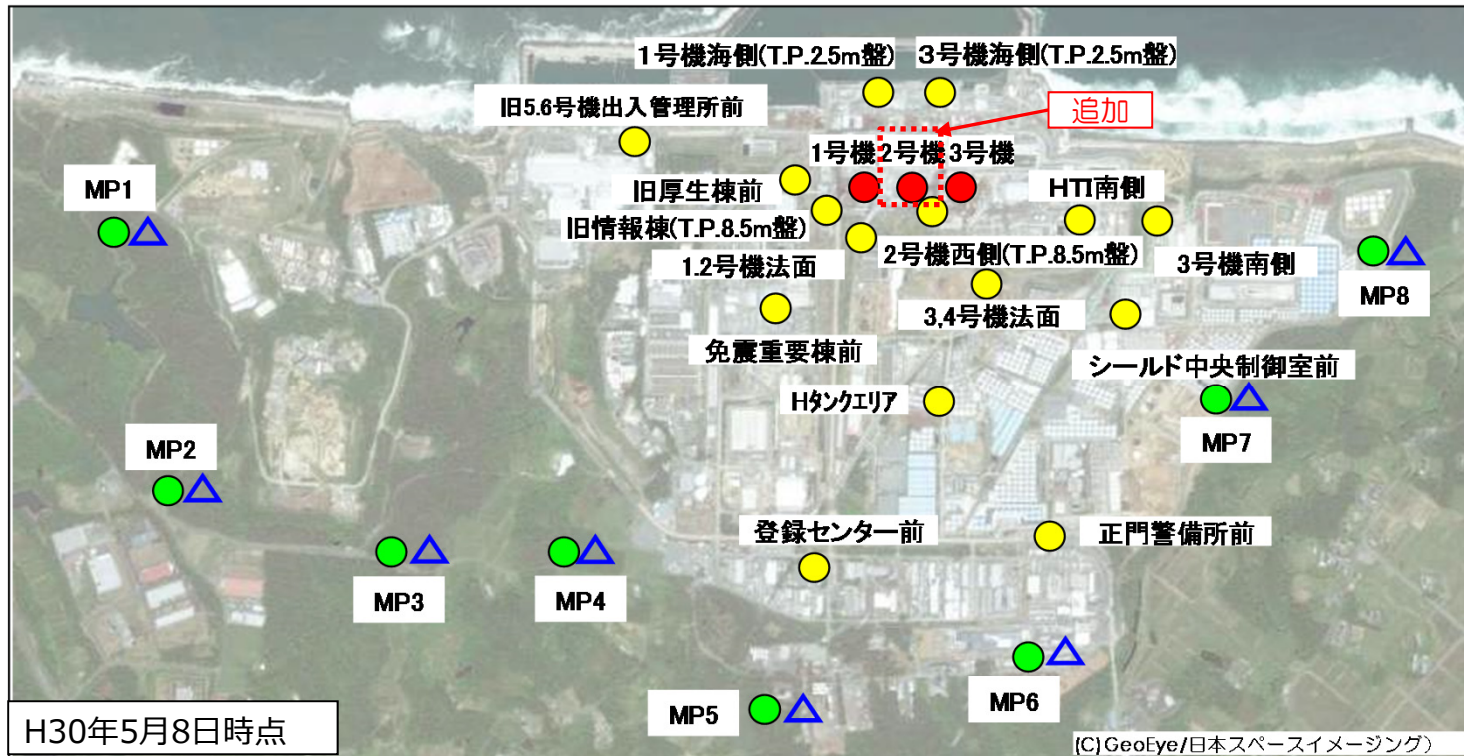 1号機海側(T.P.2.5m盤)
3号機海側(T.P.2.5m盤)
旧5.6号機出入管理所前
追加
1号機
2号機
3号機
MP1
旧厚生棟前
HTI南側
旧情報棟(T.P.8.5m盤)
2号機西側(T.P.8.5m盤)
1.2号機法面
3号機南側
MP8
3,4号機法面
免震重要棟前
シールド中央制御室前
Hタンクエリア
MP7
MP2
登録センター前
正門警備所前
MP3
MP4
MP6
MP5
H30年5月8日時点
(C)GeoEye/日本スペースイメージング)